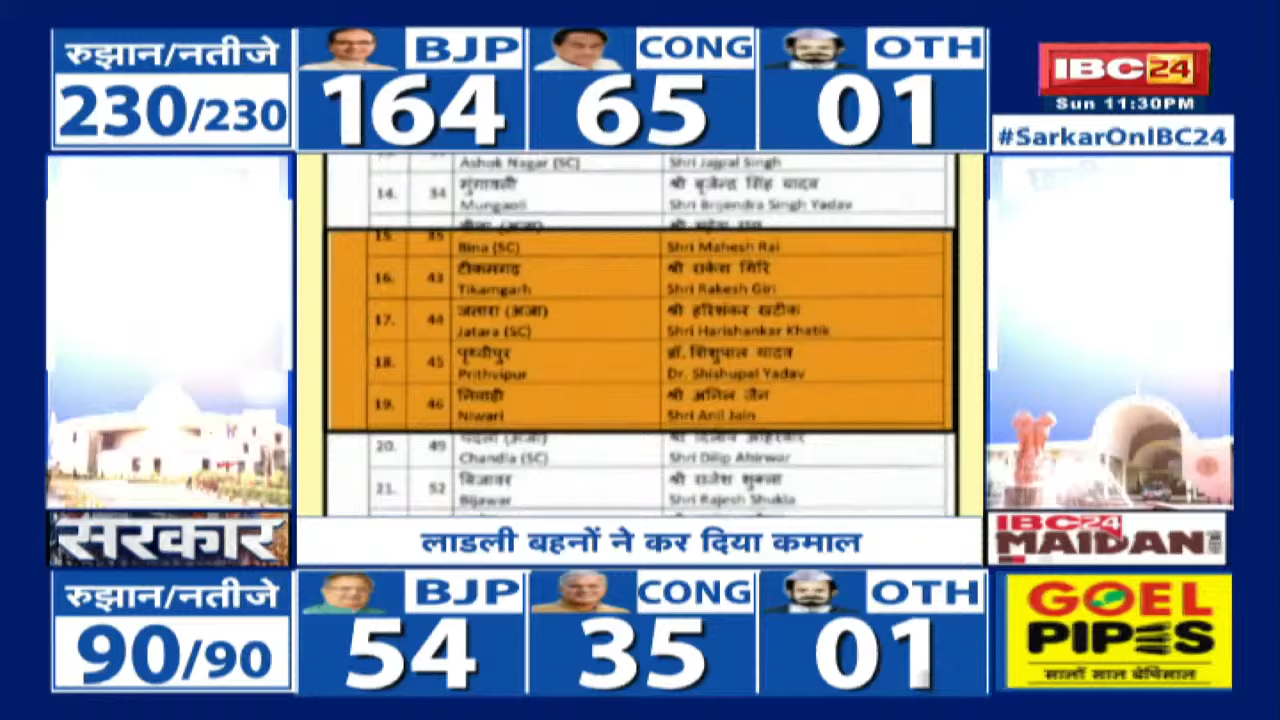 रुझान/नतीजे
230/230
BJP
164
CONG
65
OTH
01
IBC24
Sun 11:30PM
#SarkarOnIBC24
Ashok Nagar (SC) Shri Jajpal Singh
14. 34 मुंगावली श्री बृजेन्द्र सिंह यादव
Mungaoli Shri Brijendra Singh Yadav
15. 35
Bina (SC) Shri Mahesh Rai
16. 43 टीकमगढ़ श्री राकेश गिरि
Tikamgarh Shri Rakesh Giri
17. 44 जतारा (अजा) श्री हरिशंकर खटीक
Jatara (SC) Shri Harishankar Khatik
18. 45 पृथ्वीपुर डॉ. शिशुपाल यादव
Prithvipur Dr. Shishupal Yadav
19. 46 निवाड़ी श्री अनिल जैन
Niwari Shri Anil Jain
20. 49
Chandla (SC) Shri Dilip Ahirwar
21. 52 बिजावर श्री राजेश शुक्ला
Bijawar Shri Rajesh Shukla
सरकार
लाडली बहनों ने कर दिया कमाल
IBC24
MAIDAN
रुझान/नतीजे
90/90
BJP
54
CONG
35
OTH
01
GOEL
PIPES
सालों साल बेमिसाल